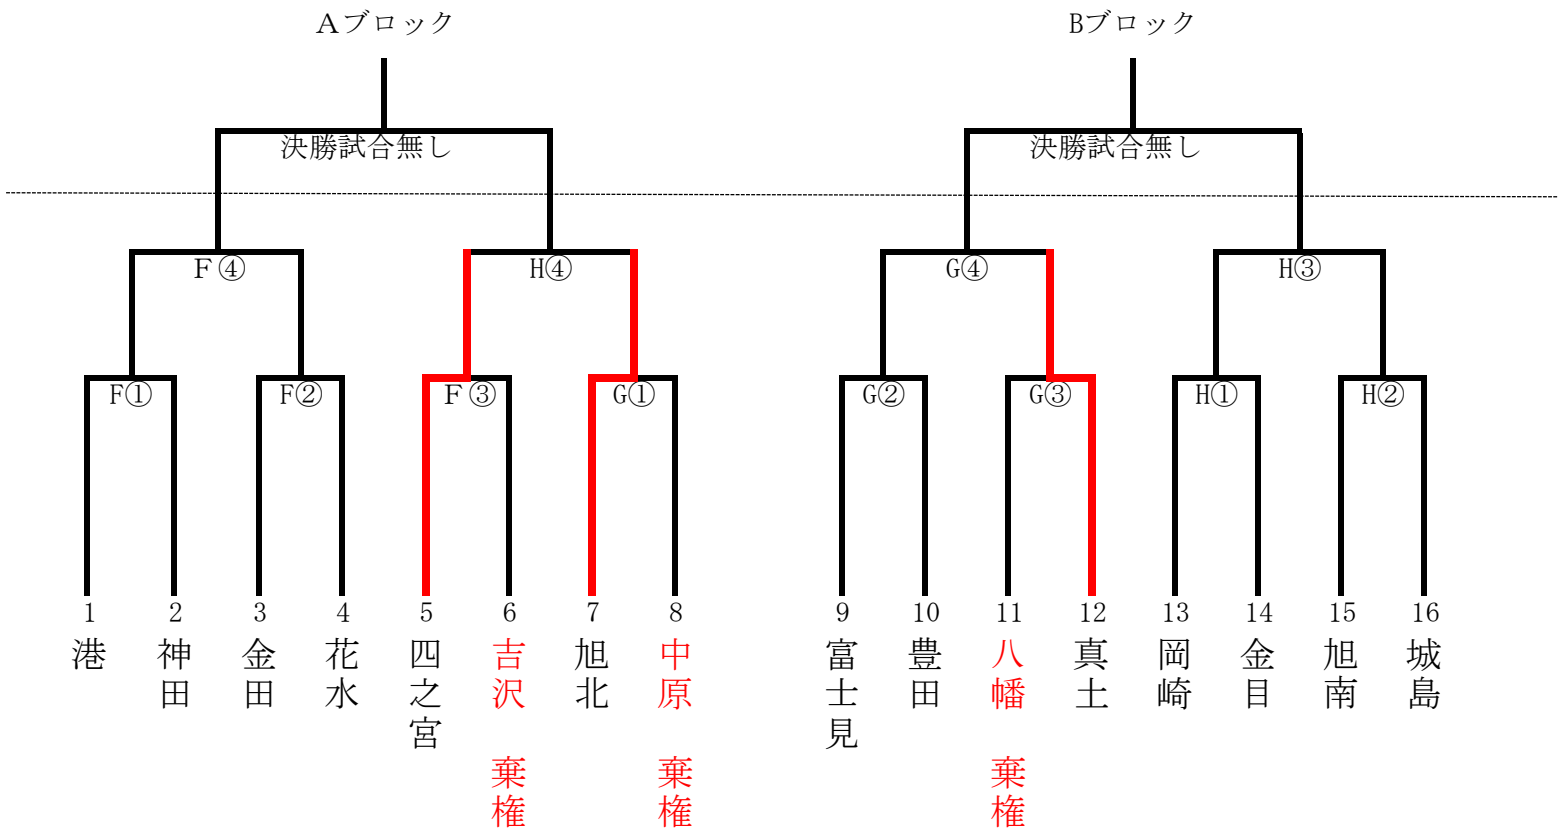 Ａブロック
Bブロック
決勝試合無し
決勝試合無し
Ｆ④
H④
G④
H③
F①
F②
Ｆ③
G①
G②
G③
H①
H②
1
2
3
4
5
6
7
8
9
10
11
12
13
14
15
16
港
神田
金田
花水
四之宮
吉沢　棄権
旭北
中原　棄権
富士見
豊田
八幡　棄権
真土
岡崎
金目
旭南
城島